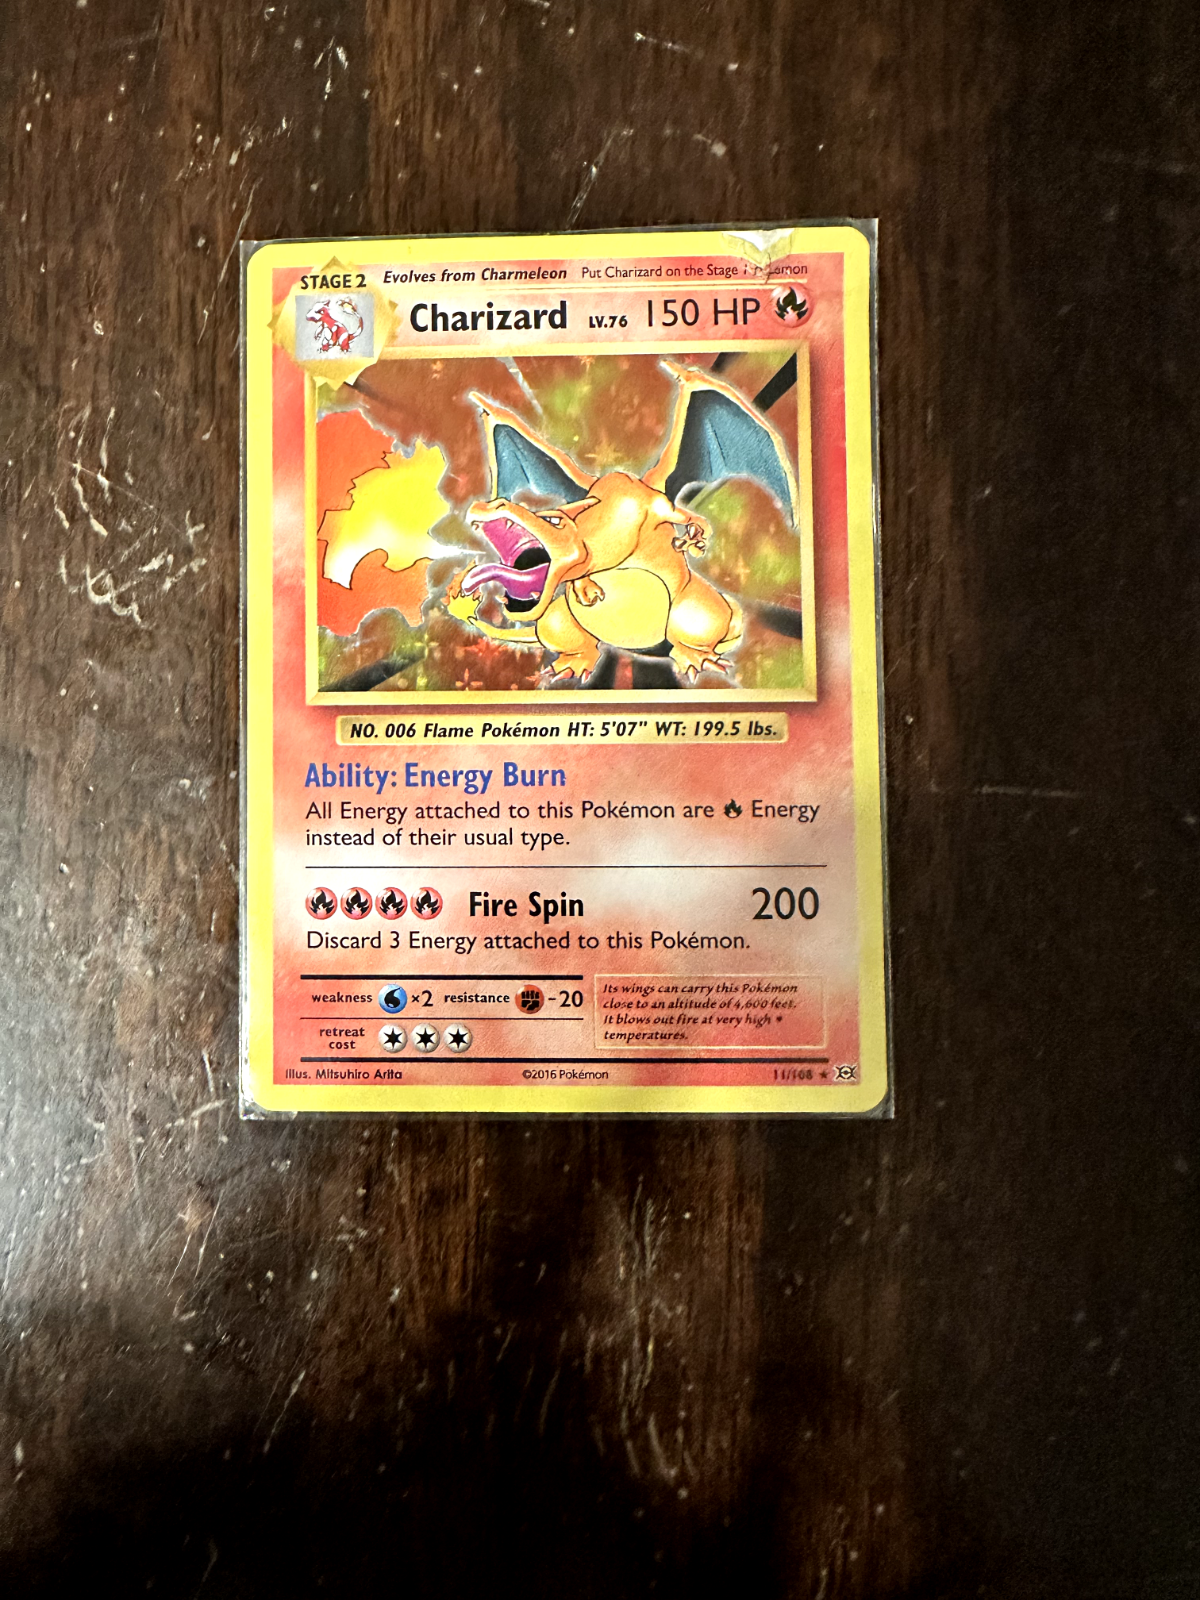 STAGE 2 Evolves from Charmeleon Put Charizard on the Stage
Charizard LV.76 150 HP
NO. 006 Flame Pokémon HT: 5'07" WT: 199.5 lbs.
Ability: Energy Burn
All Energy attached to this Pokémon are Energy
instead of their usual type.
Fire Spin 200
Discard 3 Energy attached to this Pokémon.
weakness ×2 resistance -20
retreat
cost
Its wings can carry this Pokémon
close to an altitude of 4,600 feet.
It blows out fire at very high
temperatures.
Illus. Mitsuhiro Arita ©2016 Pokémon 11/108